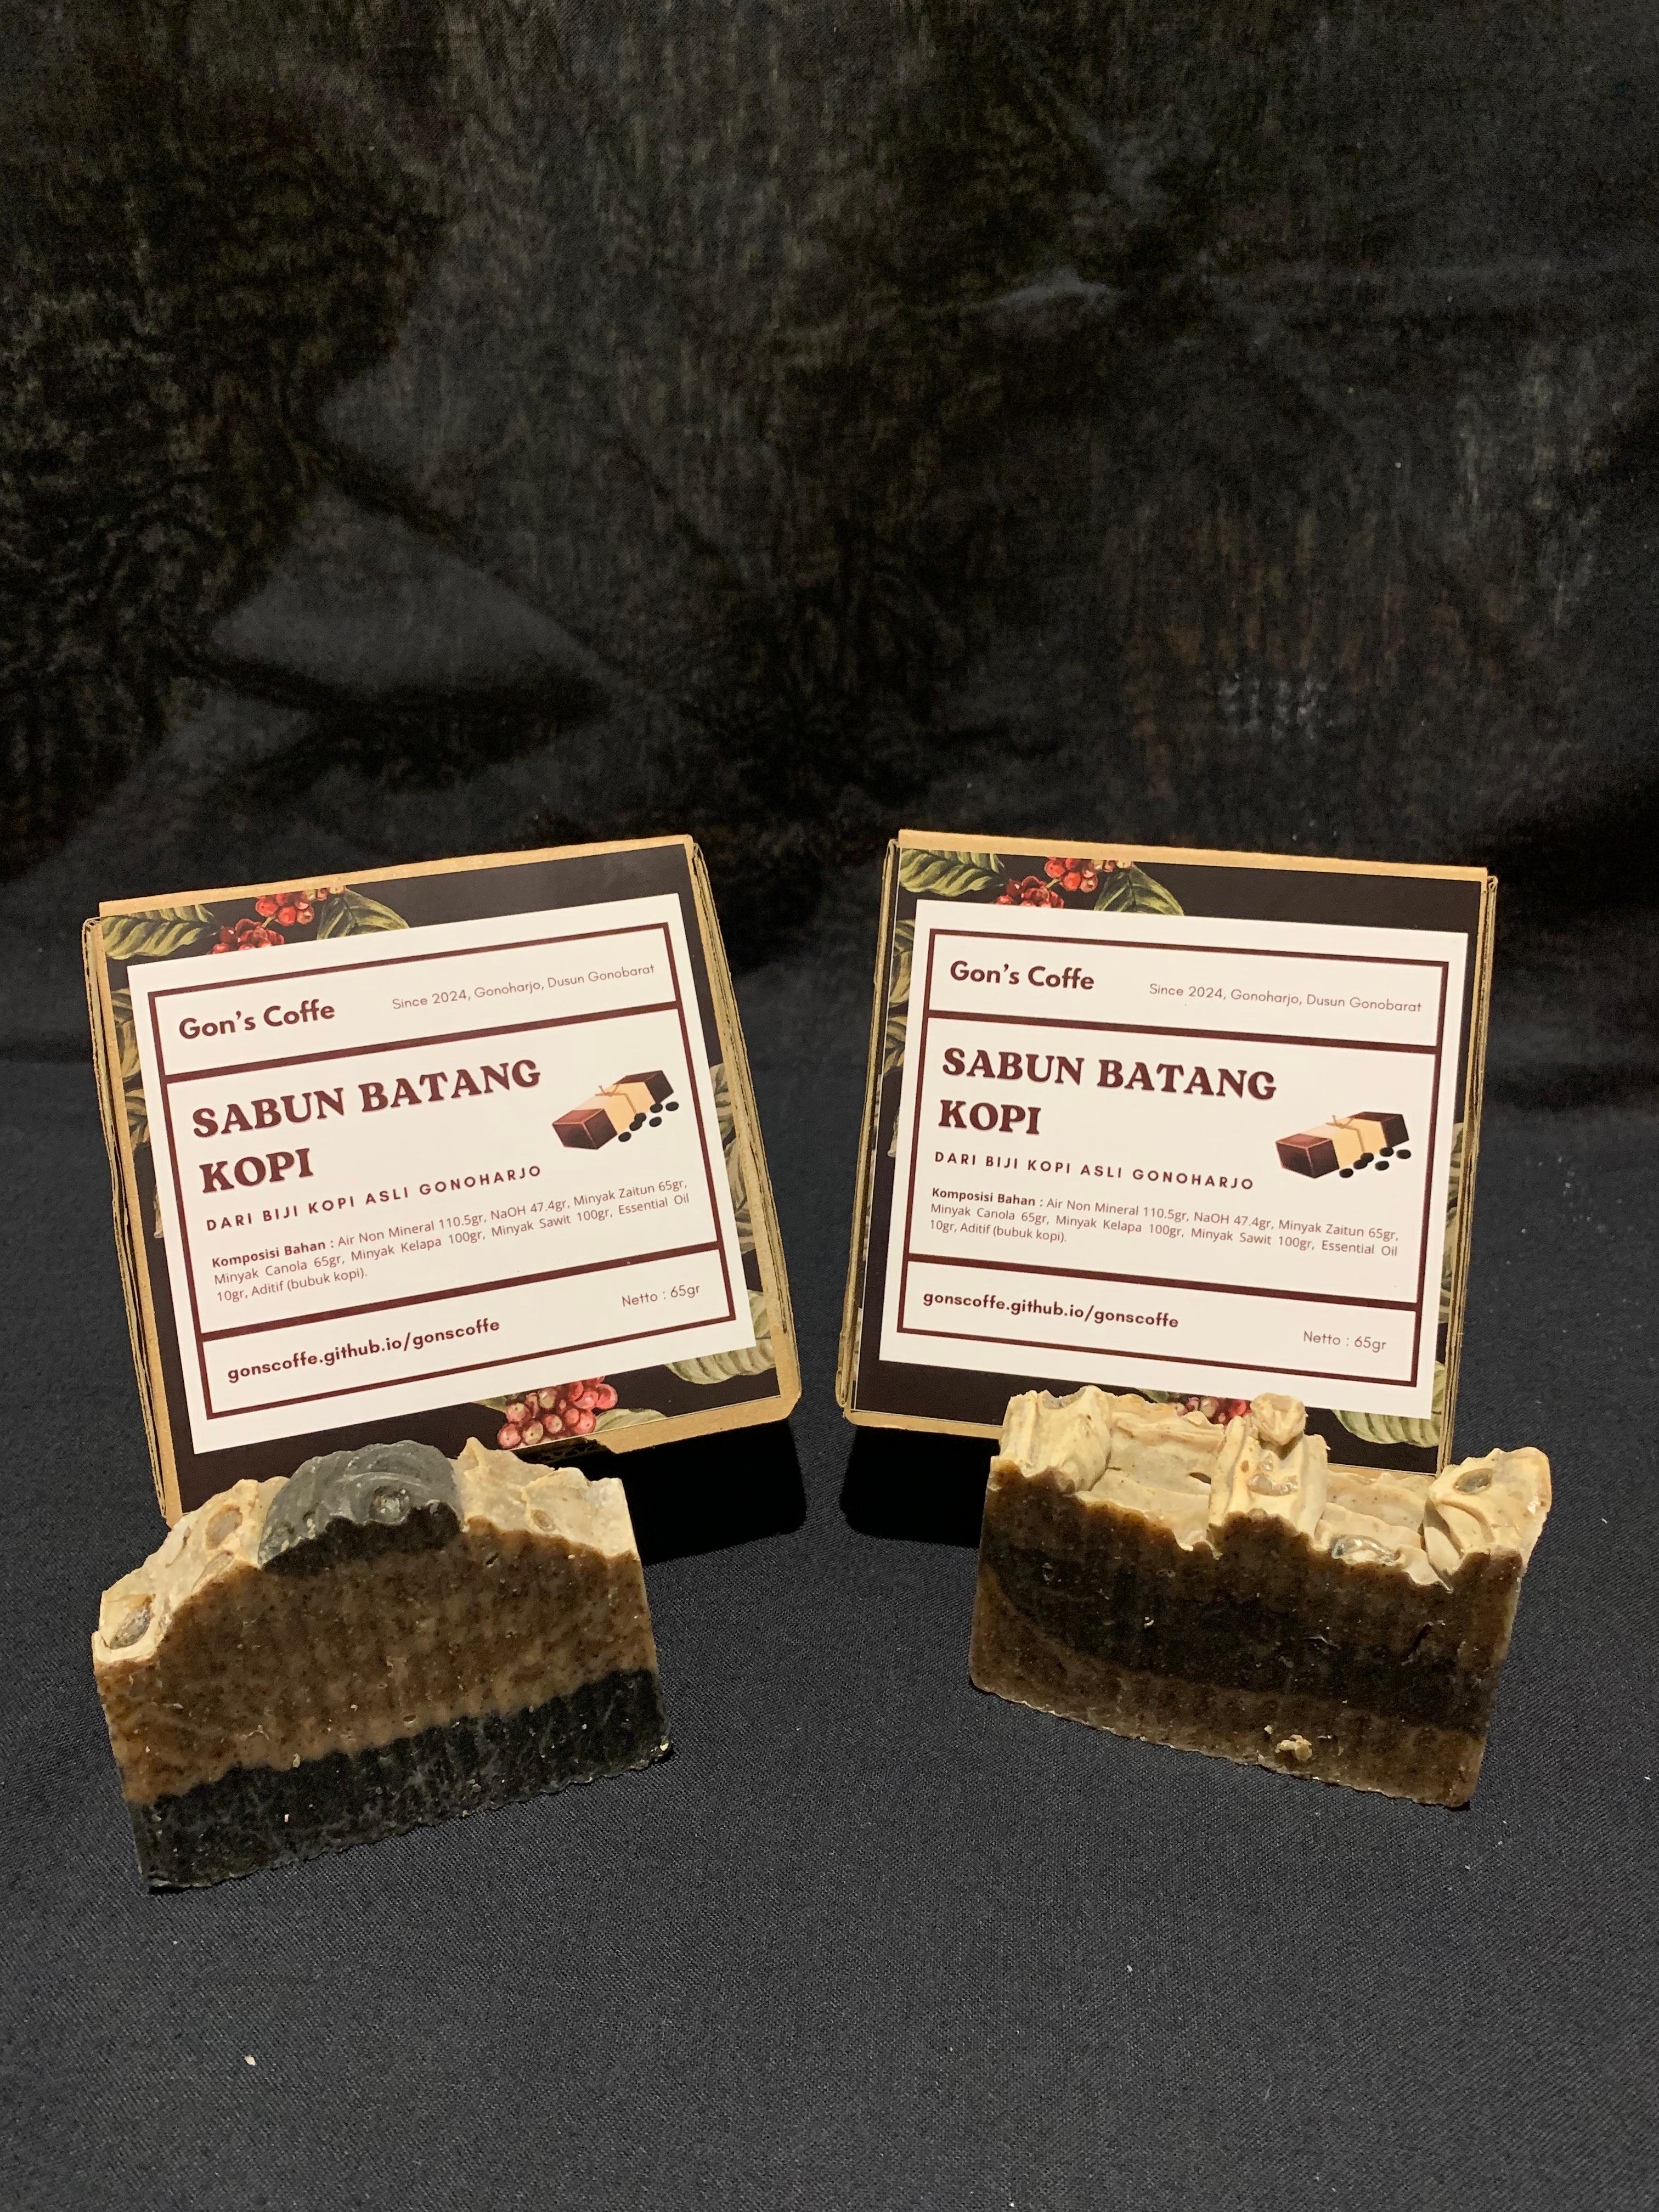 Gon's Coffe
Since 2024, Gonoharjo, Dusun Gonobarat
SABUN BATANG
KOPI
DARI BIJI KOPI ASLI GONOHARJO
Komposisi Bahan : Air Non Mineral 110.5gr, NaOH 47.4gr, Minyak Zaitun 65gr,
Minyak Canola 65gr, Minyak Kelapa 100gr, Minyak Sawit 100gr, Essential Oil
10gr, Aditif (bubuk kopi).
gonscoffe.github.io/gonscoffe
Netto : 65gr
Gon's Coffe
Since 2024, Gonoharjo, Dusun Gonobarat
SABUN BATANG
KOPI
DARI BIJI KOPI ASLI GONOHARJO
Komposisi Bahan : Air Non Mineral 110.5gr, NaOH 47.4gr, Minyak Zaitun 65gr,
Minyak Canola 65gr, Minyak Kelapa 100gr, Minyak Sawit 100gr, Essential Oil
10gr, Aditif (bubuk kopi).
gonscoffe.github.io/gonscoffe
Netto : 65gr